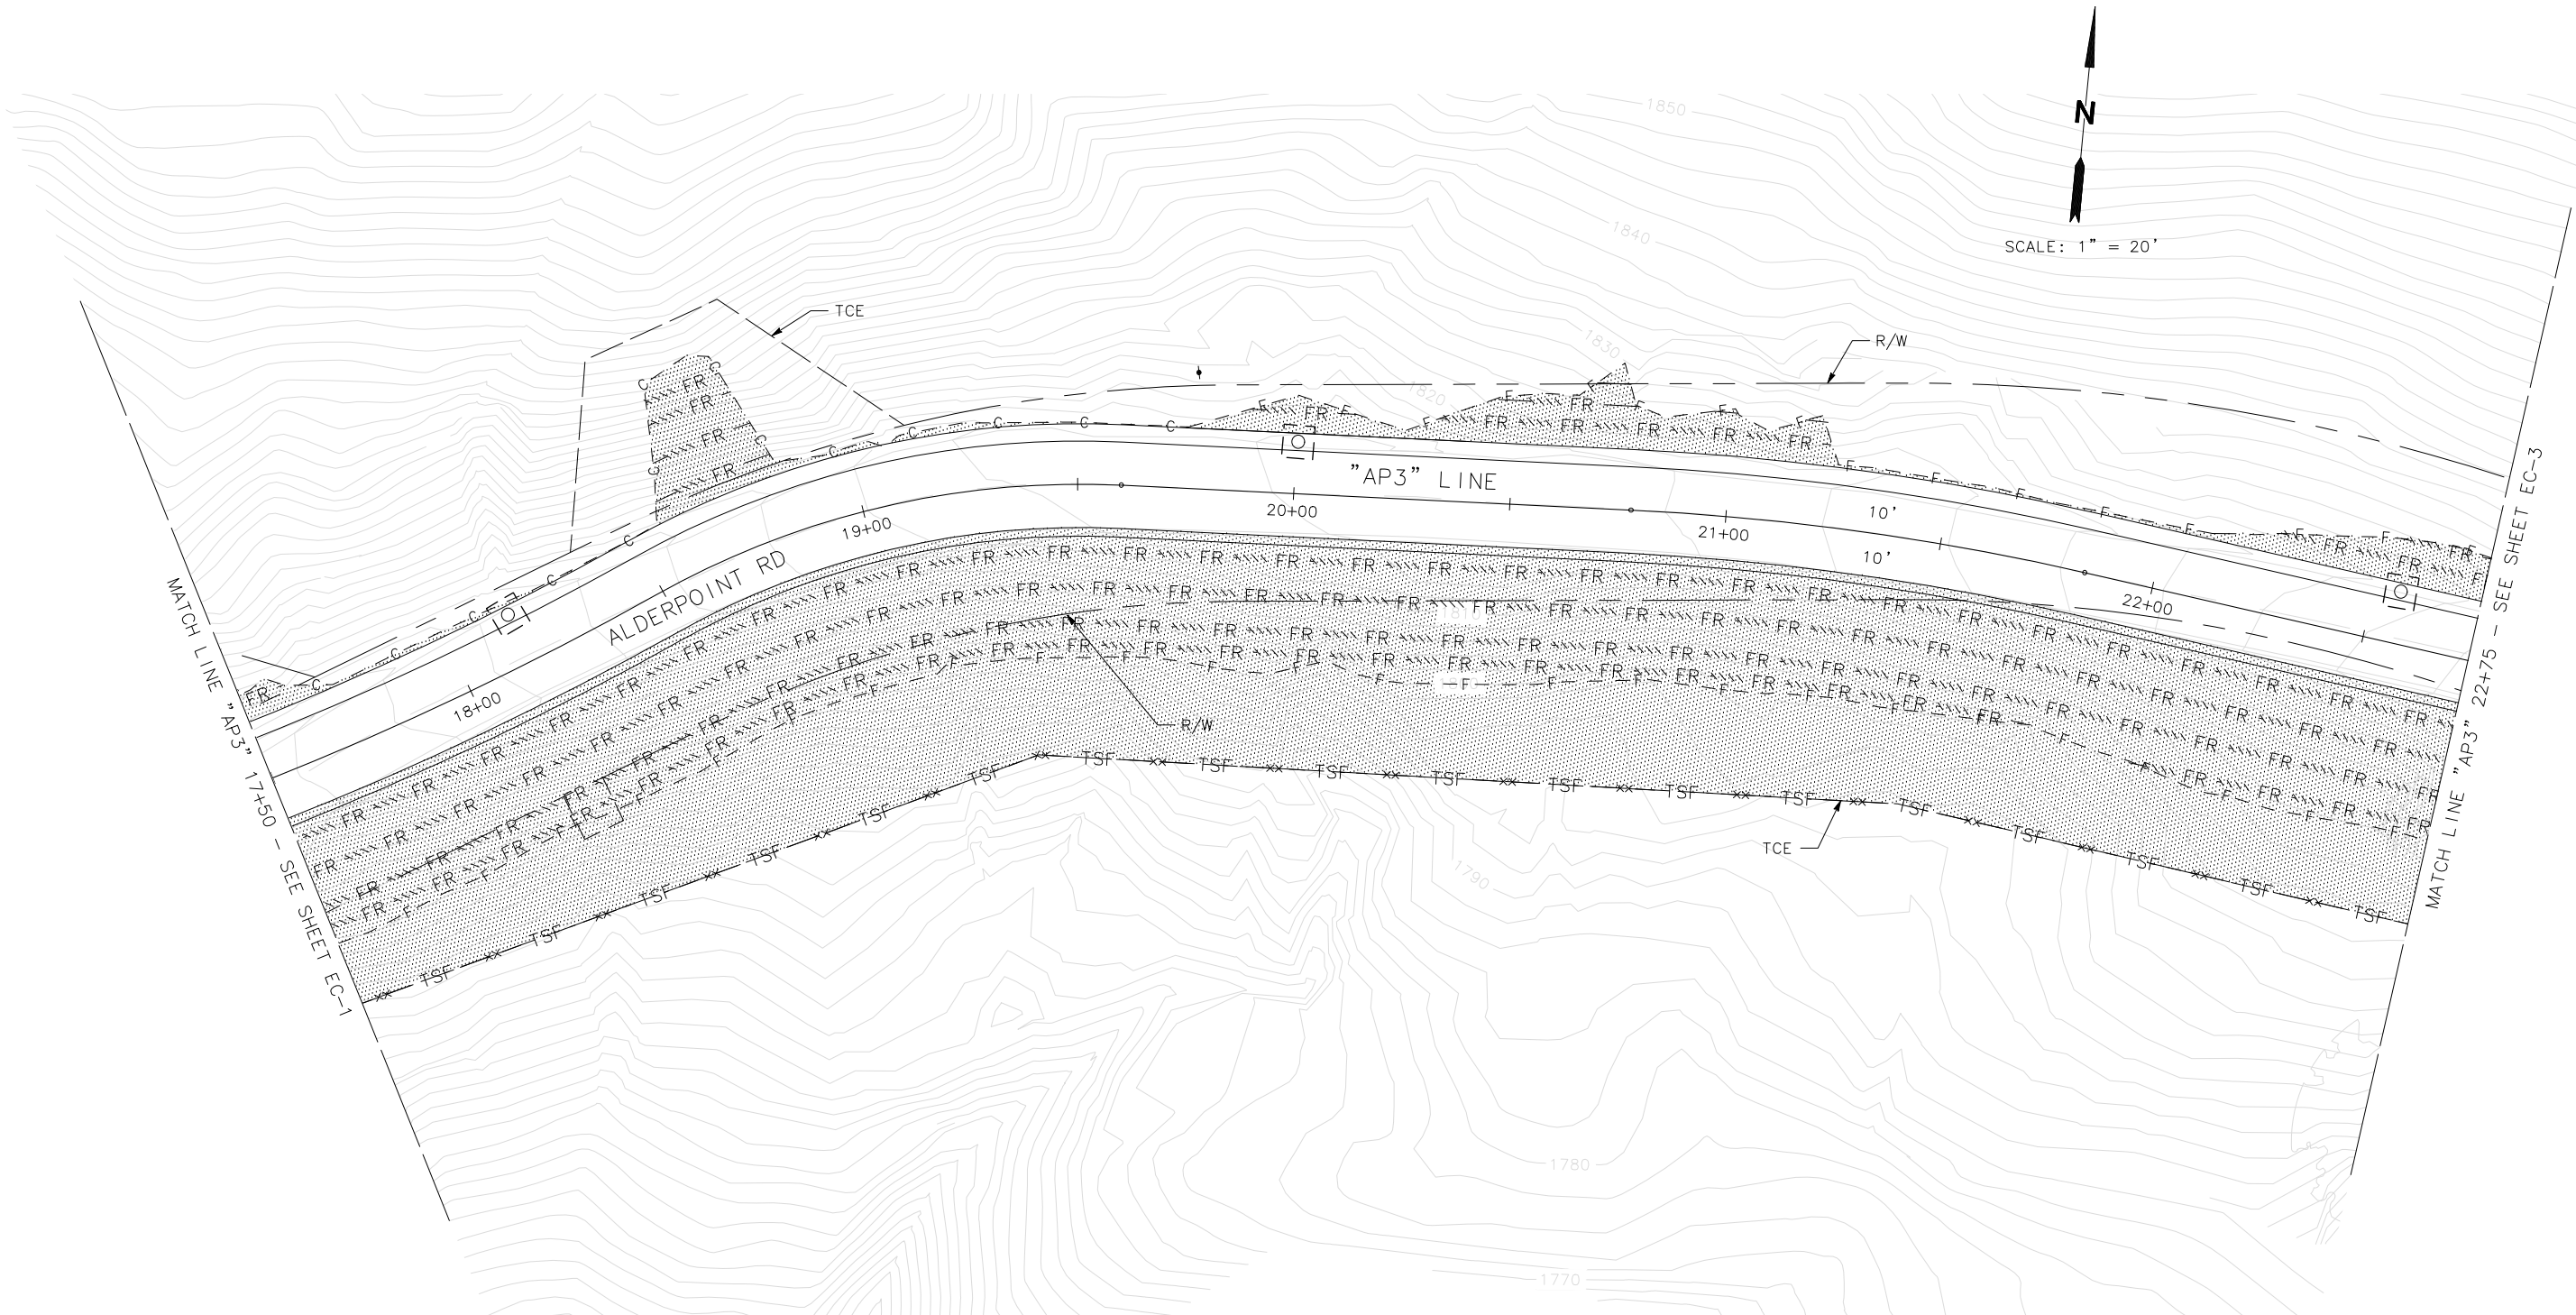 1850
N
1840
SCALE: 1" = 20'
TCE
1830
R/W
1820
"AP3" LINE
20+00
10'
19+00
21+00
10'
ALDERPOINT RD
22+00
18+00
1810
R/W
TCE
1790
1780
1770
MATCH LINE "AP3" 17+50 - SEE SHEET EC-1
MATCH LINE "AP3" 22+75 - SEE SHEET EC-3
FR
C
F
TSF